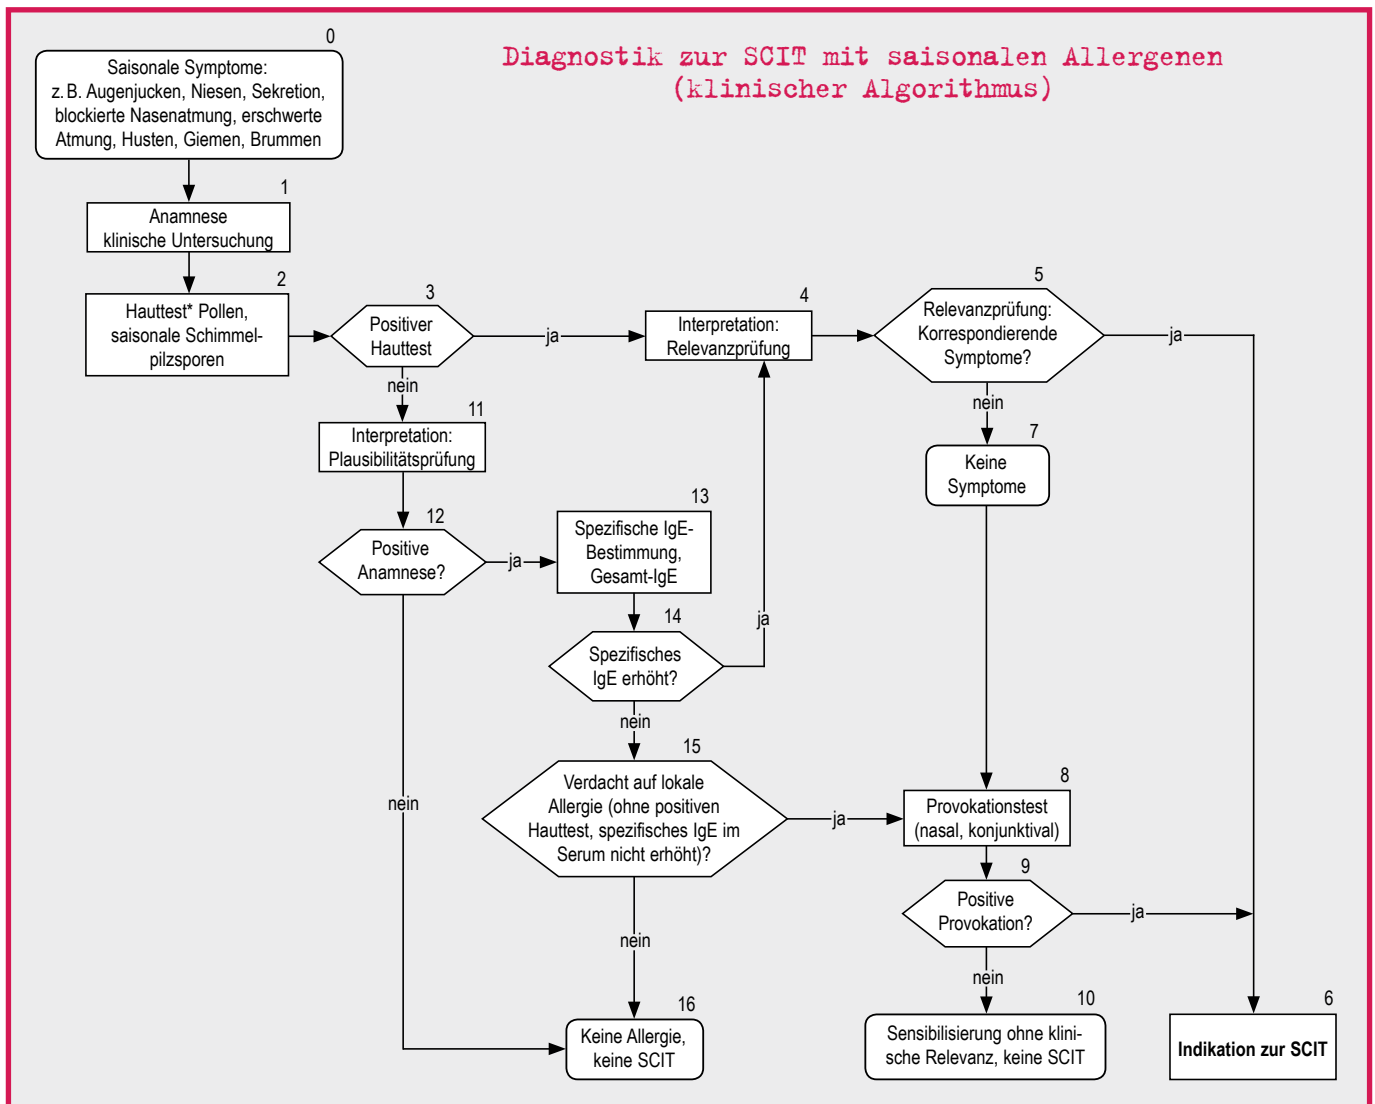 Diagnostik zur SCIT mit saisonalen Allergenen
(klinischer Algorithmus)
0
Saisonale Symptome:
z. B. Augenjucken, Niesen, Sekretion,
blockierte Nasenatmung, erschwerte
Atmung, Husten, Giemen, Brummen
1
Anamnese
klinische Untersuchung
2
Hauttest* Pollen,
saisonale Schimmel-
pilzsporen
3
Positiver
Hauttest
ja
4
Interpretation:
Relevanzprüfung
5
Relevanzprüfung:
Korrespondierende
Symptome?
ja
nein
nein
11
Interpretation:
Plausibilitätsprüfung
7
Keine
Symptome
12
Positive
Anamnese?
ja
13
Spezifische IgE-
Bestimmung,
Gesamt-IgE
14
Spezifisches
IgE erhöht?
ja
nein
15
Verdacht auf lokale
Allergie (ohne positiven
Hauttest, spezifisches IgE im
Serum nicht erhöht)?
ja
nein
8
Provokationstest
(nasal, konjunktival)
9
Positive
Provokation?
ja
nein
nein
16
Keine Allergie,
keine SCIT
10
Sensibilisierung ohne klini-
sche Relevanz, keine SCIT
6
Indikation zur SCIT